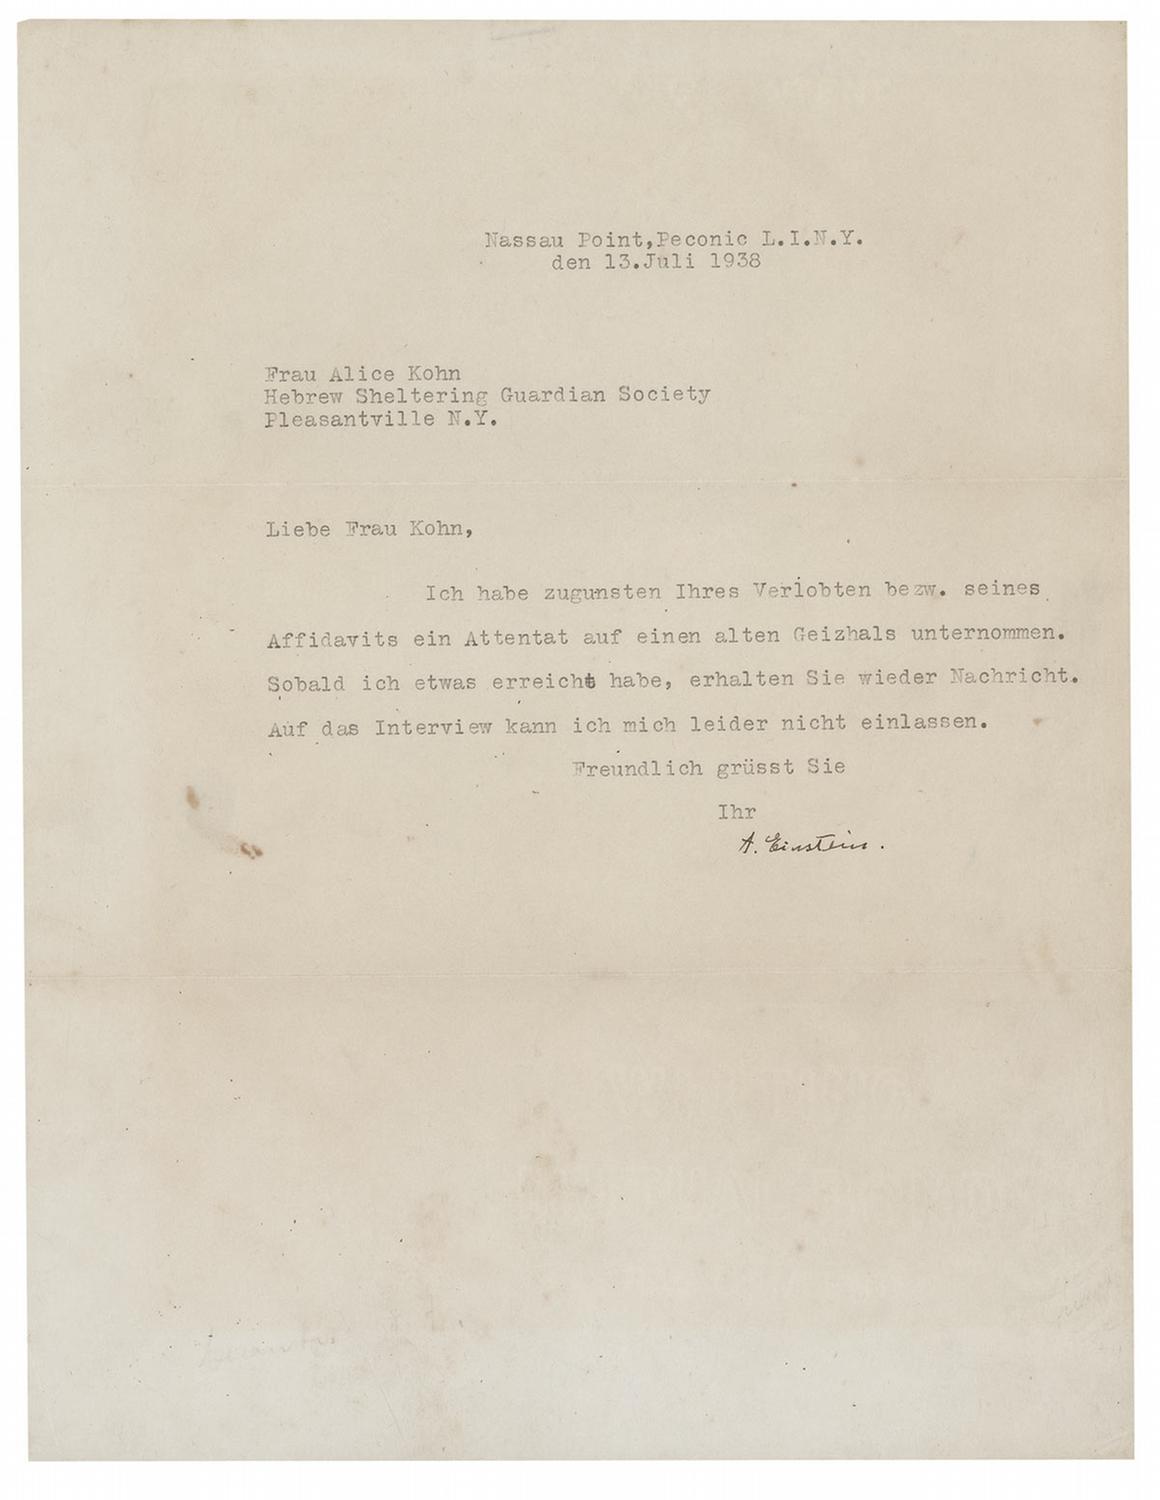 Nassau Point,Peconic L.I.N.Y.
den 13.Juli 1938
Frau Alice Kohn
Hebrew Sheltering Guardian Society
Pleasantville N.Y.
Liebe Frau Kohn,
Ich habe zugunsten Ihres Verlobten bezw. seines
Affidavits ein Attentat auf einen alten Geizhals unternommen.
Sobald ich etwas erreicht habe, erhalten Sie wieder Nachricht.
Auf das Interview kann ich mich leider nicht einlassen.
Freundlich grüsst Sie
Ihr
A. Einstein.